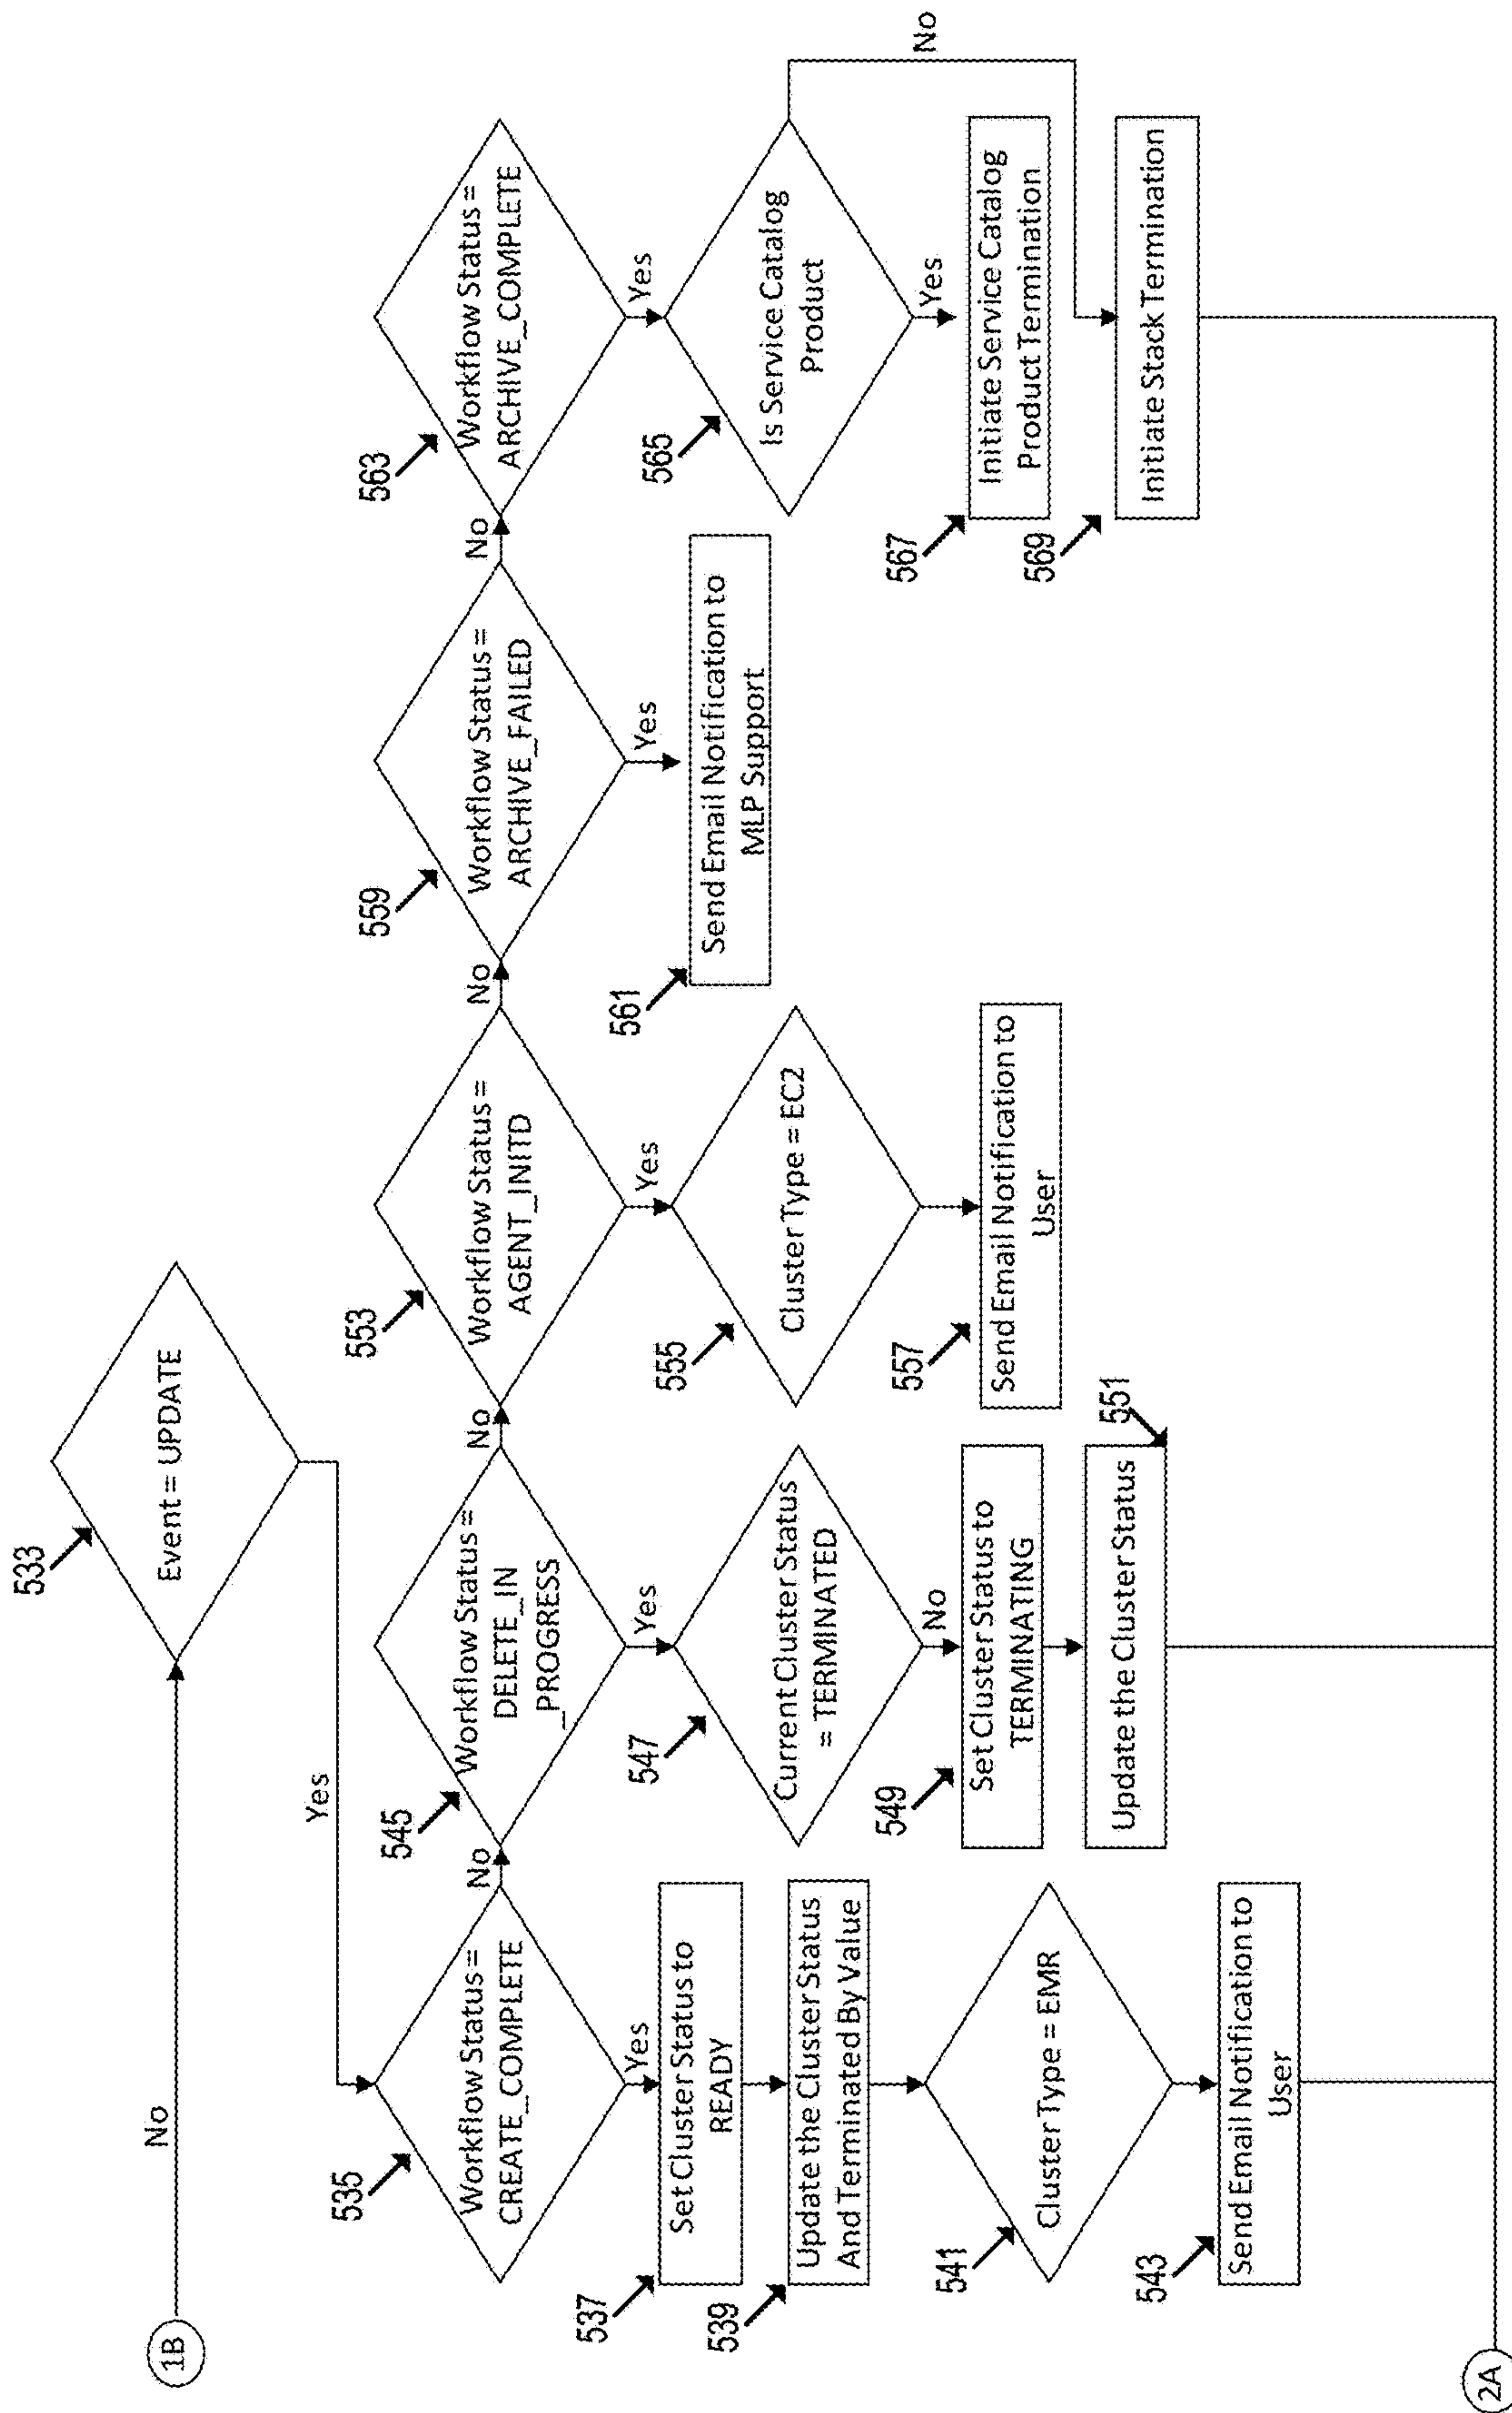 1B
No
533
Event = UPDATE
Yes
535
Workflow Status =
CREATE_COMPLETE
No
Yes
537
Set Cluster Status to
READY
539
Update the Cluster Status
And Terminated By Value
541
Cluster Type = EMR
543
Send Email Notification to
User
545
Workflow Status =
DELETE_IN
_PROGRESS
No
Yes
547
Current Cluster Status
= TERMINATED
No
549
Set Cluster Status to
TERMINATING
551
Update the Cluster Status
553
Workflow Status =
AGENT_INITD
No
Yes
555
Cluster Type = EC2
557
Send Email Notification to
User
559
Workflow Status =
ARCHIVE_FAILED
No
Yes
561
Send Email Notification to
MLP Support
563
Workflow Status =
ARCHIVE_COMPLETE
Yes
565
Is Service Catalog
Product
No
Yes
567
Initiate Service Catalog
Product Termination
569
Initiate Stack Termination
2A